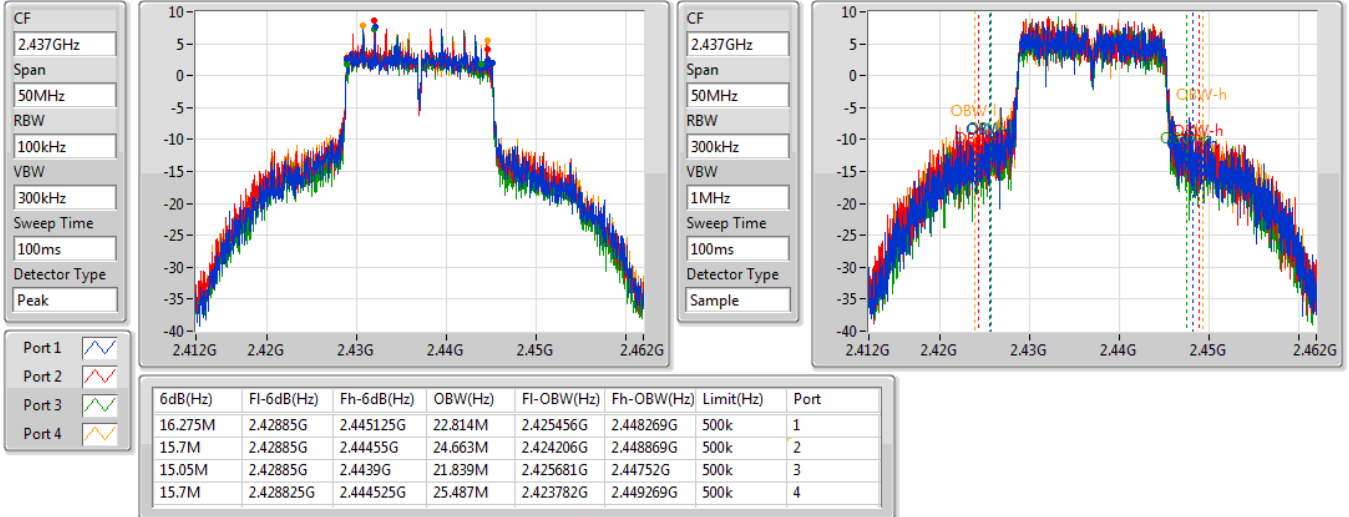 CF
2.437GHz
Span
50MHz
RBW
100kHz
VBW
300kHz
Sweep Time
100ms
Detector Type
Peak
10
5
0
-5
-10
-15
-20
-25
-30
-35
-40
2.412G 2.42G 2.43G 2.44G 2.45G 2.462G
CF
2.437GHz
Span
50MHz
RBW
300kHz
VBW
1MHz
Sweep Time
100ms
Detector Type
Sample
10
5
0
-5
-10
-15
-20
-25
-30
-35
-40
OBW-h
OBW-h
2.412G 2.42G 2.43G 2.44G 2.45G 2.462G
Port 1
Port 2
Port 3
Port 4
6dB(Hz) Fl-6dB(Hz) Fh-6dB(Hz) OBW(Hz) Fl-OBW(Hz) Fh-OBW(Hz) Limit(Hz) Port
16.275M 2.42885G 2.445125G 22.814M 2.425456G 2.448269G 500k 1
15.7M 2.42885G 2.44455G 24.663M 2.424206G 2.448869G 500k 2
15.05M 2.42885G 2.4439G 21.839M 2.425681G 2.44752G 500k 3
15.7M 2.428825G 2.444525G 25.487M 2.423782G 2.449269G 500k 4